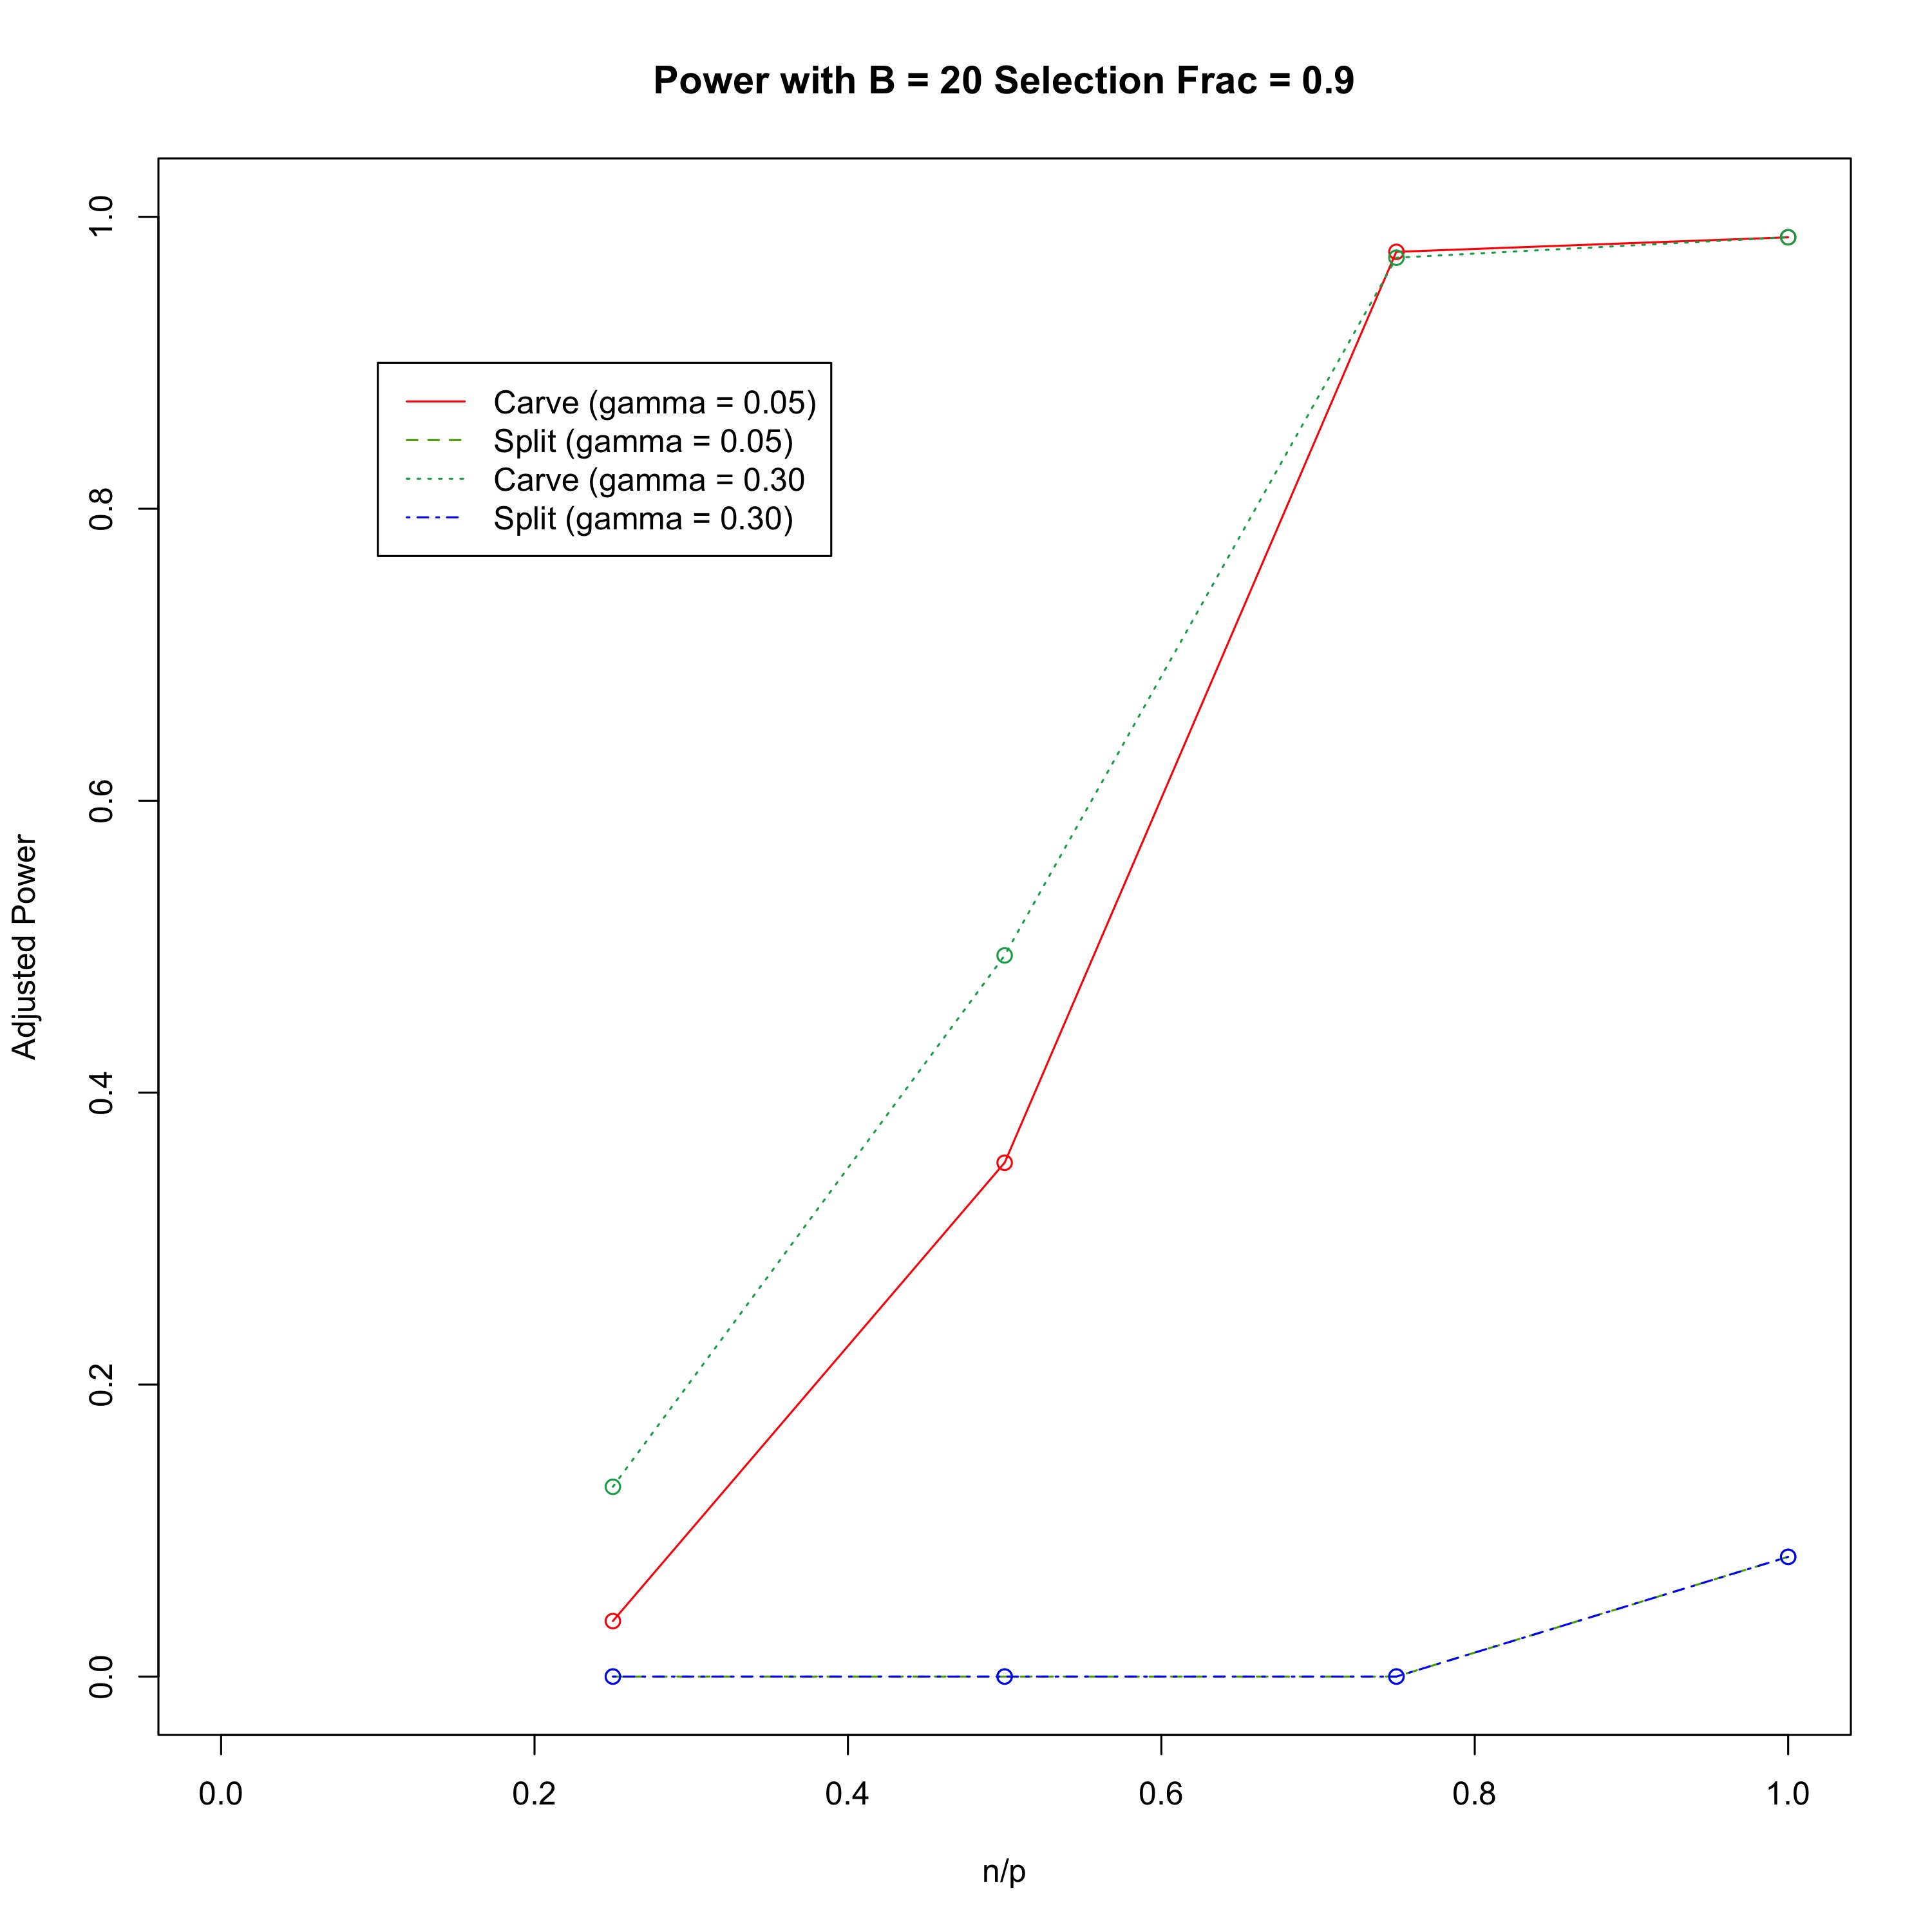 Power with B = 20 Selection Frac = 0.9
1.0
0.8
0.6
0.4
0.2
0.0
Adjusted Power
Carve (gamma = 0.05)
Split (gamma = 0.05)
Carve (gamma = 0.30
Split (gamma = 0.30)
0.0 0.2 0.4 0.6 0.8 1.0
n/p